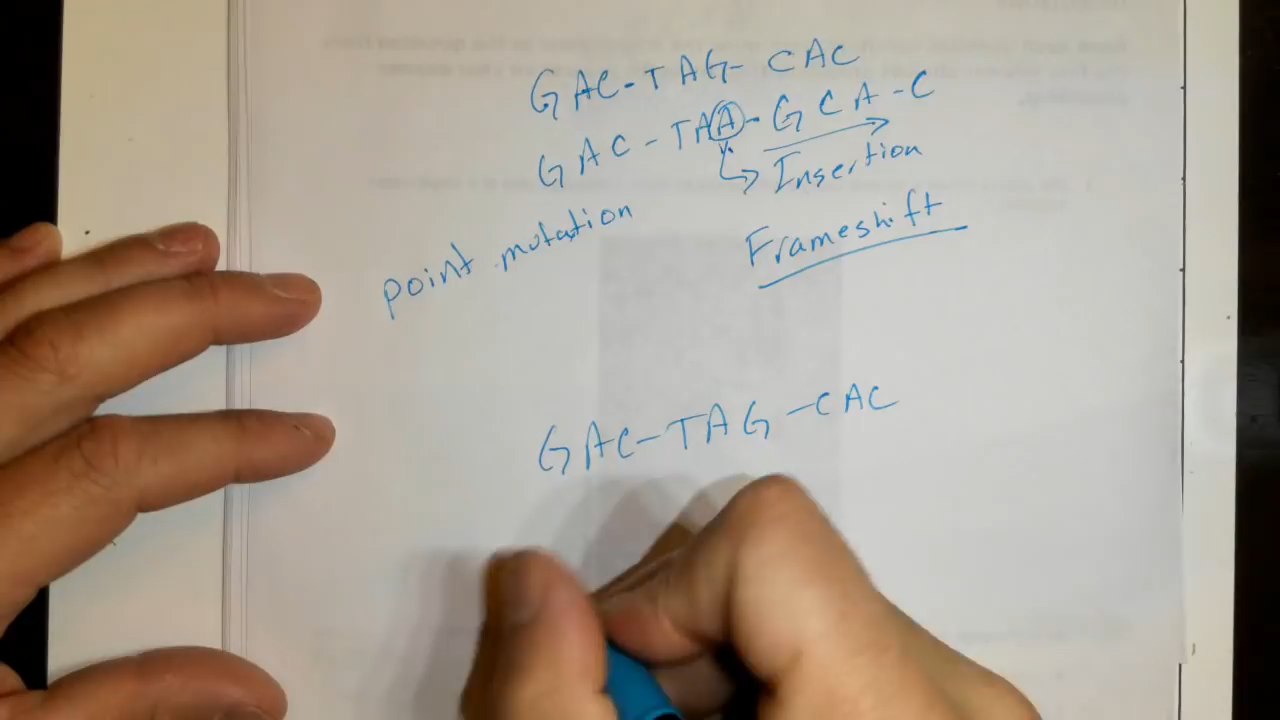 GAC-TAG-CAC
GAC-TAA-GCA-C
Insertion
point mutation
Frameshift
GAC-TAG-CAC